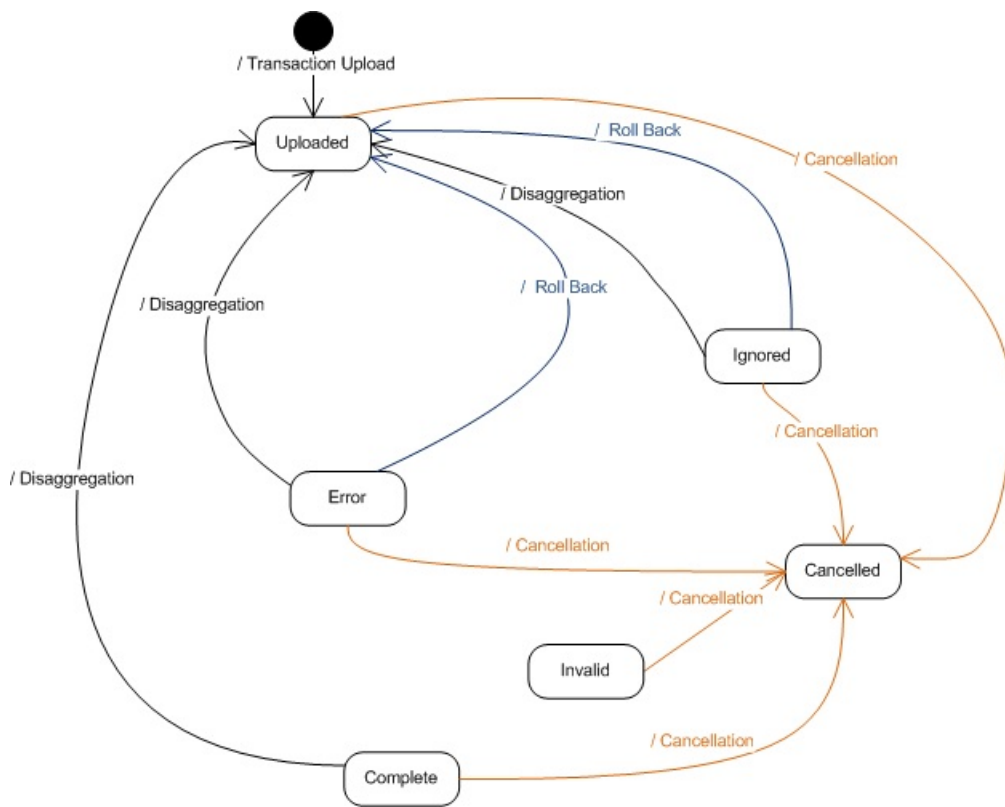 / Transaction Upload
Uploaded
/ Roll Back
/ Cancellation
/ Disaggregation
/ Roll Back
/ Disaggregation
Ignored
/ Cancellation
/ Disaggregation
Error
/ Cancellation
Cancelled
/ Cancellation
Invalid
/ Cancellation
Complete